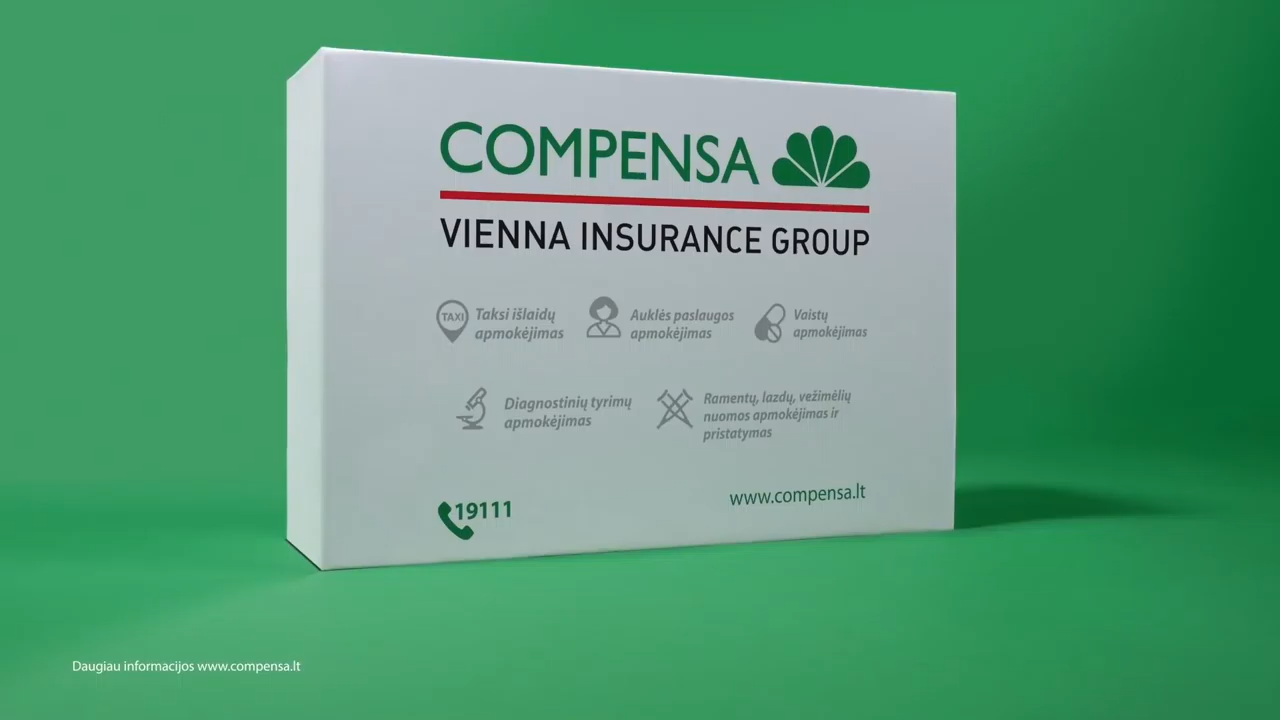 COMPENSA
VIENNA INSURANCE GROUP
TAXI
Taksi išlaidų
apmokėjimas
Auklės paslaugos
apmokėjimas
Vaistų
apmokėjimas
Diagnostinių tyrimų
apmokėjimas
Ramentų, lazdų, vežimėlių
nuomos apmokėjimas ir
pristatymas
19111
www.compensa.lt
Daugiau informacijos www.compensa.lt